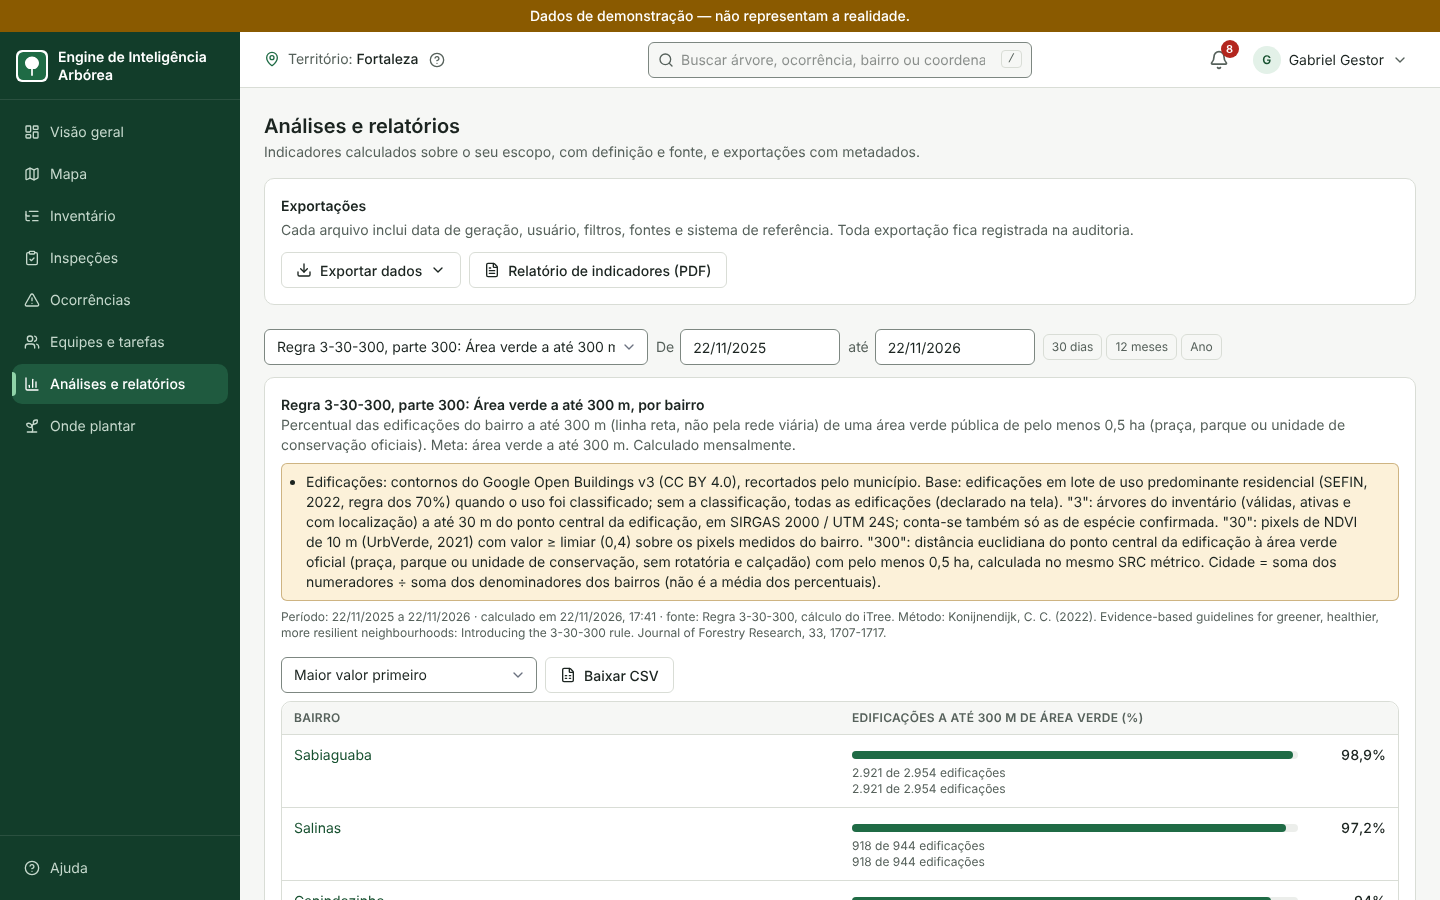 Dados de demonstração — não representam a realidade.
Engine de Inteligência
Arbórea
Território: Fortaleza
Buscar árvore, ocorrência, bairro ou coordena
/
8
G
Gabriel Gestor
Visão geral
Mapa
Inventário
Inspeções
Ocorrências
Equipes e tarefas
Análises e relatórios
Onde plantar
Ajuda
Análises e relatórios
Indicadores calculados sobre o seu escopo, com definição e fonte, e exportações com metadados.
Exportações
Cada arquivo inclui data de geração, usuário, filtros, fontes e sistema de referência. Toda exportação fica registrada na auditoria.
Exportar dados
Relatório de indicadores (PDF)
Regra 3-30-300, parte 300: Área verde a até 300 m
De
22/11/2025
até
22/11/2026
30 dias
12 meses
Ano
Regra 3-30-300, parte 300: Área verde a até 300 m, por bairro
Percentual das edificações do bairro a até 300 m (linha reta, não pela rede viária) de uma área verde pública de pelo menos 0,5 ha (praça, parque ou unidade de
conservação oficiais). Meta: área verde a até 300 m. Calculado mensalmente.
• Edificações: contornos do Google Open Buildings v3 (CC BY 4.0), recortados pelo município. Base: edificações em lote de uso predominante residencial (SEFIN,
2022, regra dos 70%) quando o uso foi classificado; sem a classificação, todas as edificações (declarado na tela). "3": árvores do inventário (válidas, ativas e
com localização) a até 30 m do ponto central da edificação, em SIRGAS 2000 / UTM 24S; conta-se também só as de espécie confirmada. "30": pixels de NDVI
de 10 m (UrbVerde, 2021) com valor ≥ limiar (0,4) sobre os pixels medidos do bairro. "300": distância euclidiana do ponto central da edificação à área verde
oficial (praça, parque ou unidade de conservação, sem rotatória e calçadão) com pelo menos 0,5 ha, calculada no mesmo SRC métrico. Cidade = soma dos
numeradores ÷ soma dos denominadores dos bairros (não é a média dos percentuais).
Período: 22/11/2025 a 22/11/2026 · calculado em 22/11/2026, 17:41 · fonte: Regra 3-30-300, cálculo do iTree. Método: Konijnendijk, C. C. (2022). Evidence-based guidelines for greener, healthier,
more resilient neighbourhoods: Introducing the 3-30-300 rule. Journal of Forestry Research, 33, 1707-1717.
Maior valor primeiro
Baixar CSV
BAIRRO
EDIFICAÇÕES A ATÉ 300 M DE ÁREA VERDE (%)
Sabiaguaba
98,9%
2.921 de 2.954 edificações
2.921 de 2.954 edificações
Salinas
97,2%
918 de 944 edificações
918 de 944 edificações
94%